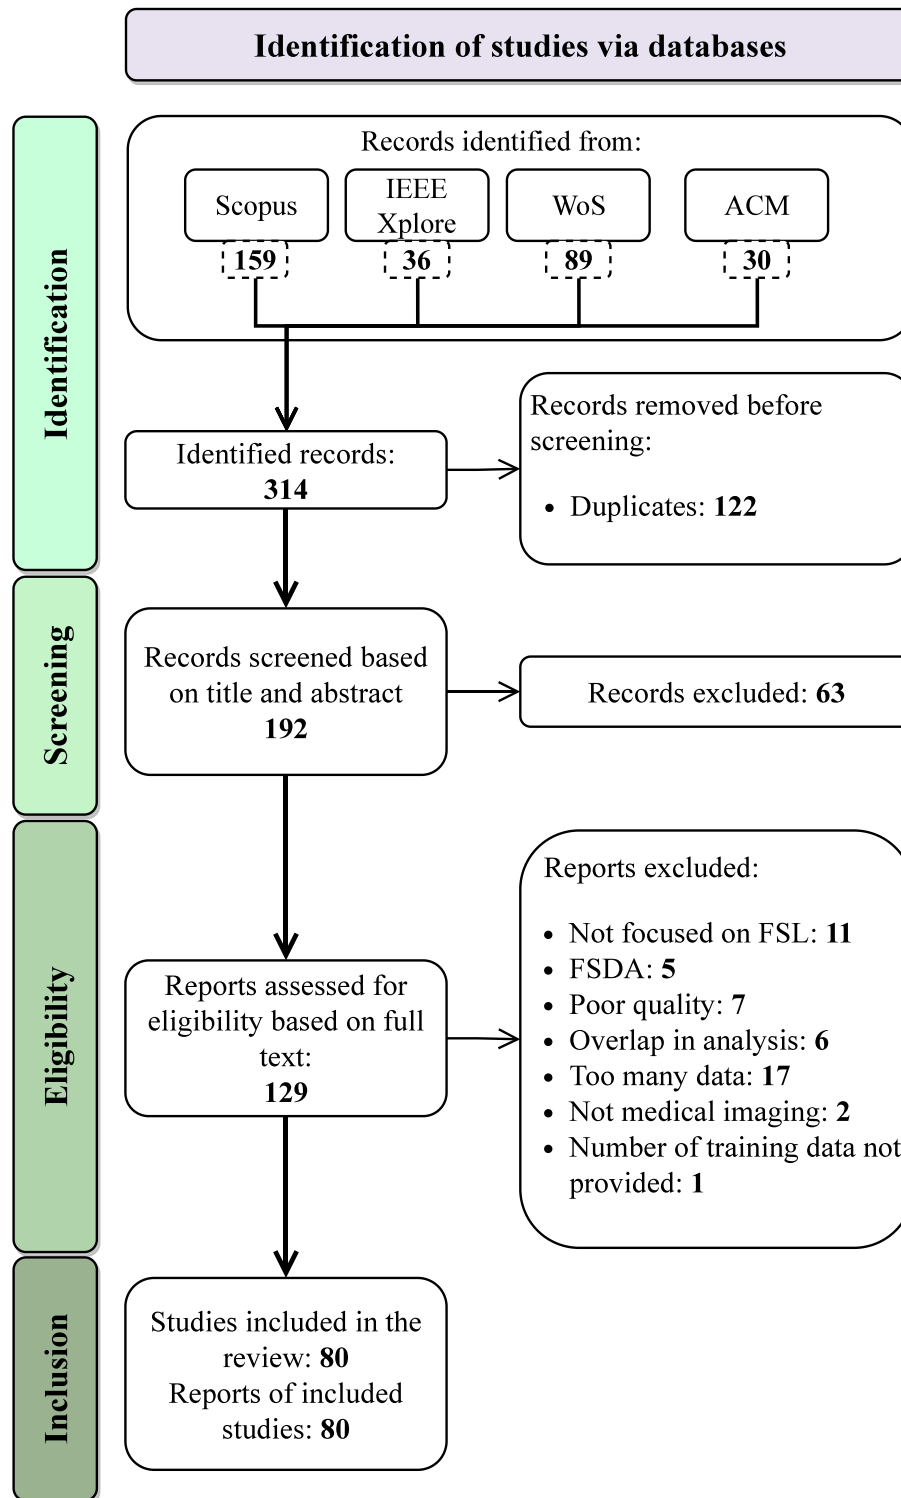 Identification of studies via databases
Identification
Records identified from:
Scopus
IEEE
Xplore
WoS
ACM
159
36
89
30
Identified records:
314
Records removed before
screening:
• Duplicates: 122
Screening
Records screened based
on title and abstract
192
Records excluded: 63
Eligibility
Reports assessed for
eligibility based on full
text:
129
Reports excluded:
• Not focused on FSL: 11
• FSDA: 5
• Poor quality: 7
• Overlap in analysis: 6
• Too many data: 17
• Not medical imaging: 2
• Number of training data not
provided: 1
Inclusion
Studies included in the
review: 80
Reports of included
studies: 80